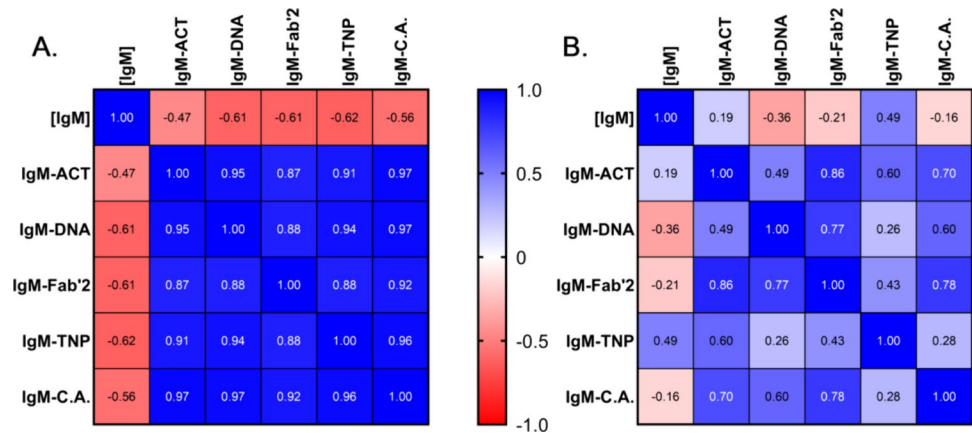 A.
[IgM] IgM-ACT IgM-DNA IgM-Fab'2 IgM-TNP IgM-C.A.
[IgM] 1.00 -0.47 -0.61 -0.61 -0.62 -0.56
IgM-ACT -0.47 1.00 0.95 0.87 0.91 0.97
IgM-DNA -0.61 0.95 1.00 0.88 0.94 0.97
IgM-Fab'2 -0.61 0.87 0.88 1.00 0.88 0.92
IgM-TNP -0.62 0.91 0.94 0.88 1.00 0.96
IgM-C.A. -0.56 0.97 0.97 0.92 0.96 1.00
1.0
0.5
0
-0.5
-1.0
B.
[IgM] IgM-ACT IgM-DNA IgM-Fab'2 IgM-TNP IgM-C.A.
[IgM] 1.00 0.19 -0.36 -0.21 0.49 -0.16
IgM-ACT 0.19 1.00 0.49 0.86 0.60 0.70
IgM-DNA -0.36 0.49 1.00 0.77 0.26 0.60
IgM-Fab'2 -0.21 0.86 0.77 1.00 0.43 0.78
IgM-TNP 0.49 0.60 0.26 0.43 1.00 0.28
IgM-C.A. -0.16 0.70 0.60 0.78 0.28 1.00